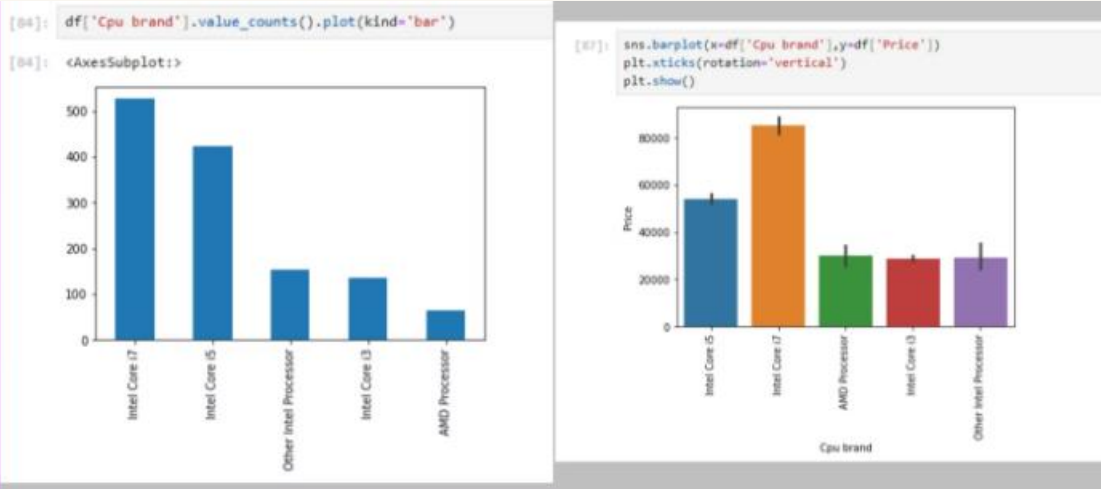 [84]: df['Cpu brand'].value_counts().plot(kind='bar')
[84]: <AxesSubplot:>
500
400
300
200
100
0
Intel Core i7
Intel Core i5
Other Intel Processor
Intel Core i3
AMD Processor
[87]: sns.barplot(x=df['Cpu brand'],y=df['Price'])
plt.xticks(rotation='vertical')
plt.show()
80000
60000
40000
20000
0
Price
Intel Core i5
Intel Core i7
AMD Processor
Intel Core i3
Other Intel Processor
Cpu brand